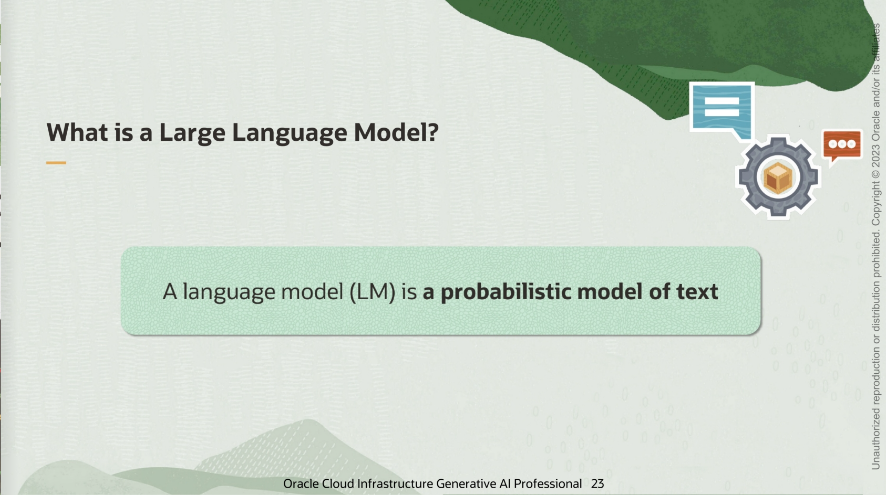 What is a Large Language Model?
A language model (LM) is a probabilistic model of text
Oracle Cloud Infrastructure Generative AI Professional 23
Unauthorized reproduction or distribution prohibited. Copyright © 2023 Oracle and/or its affiliates